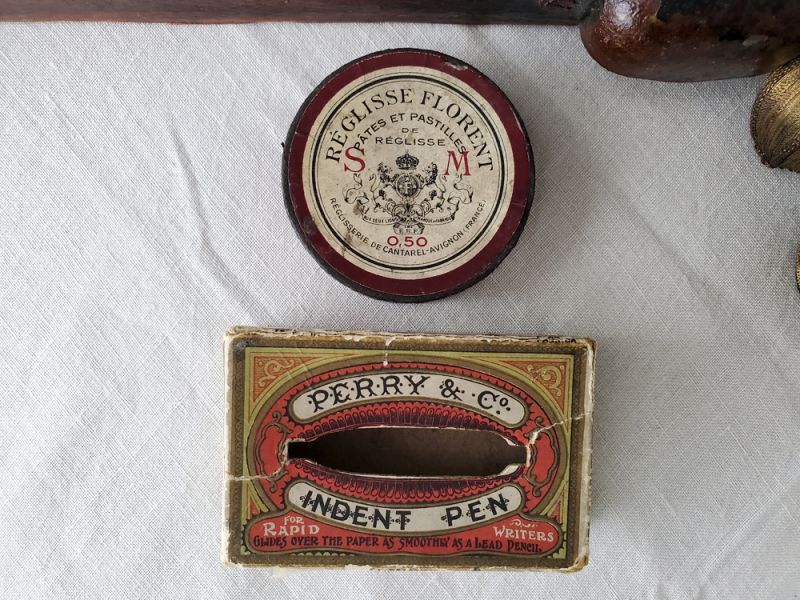 RÉGLISSE FLORENT
PÂTES ET PASTILLES
DE
RÉGLISSE
S M
0,50
RÉGLISSERIE DE CANTAREL-AVIGNON (FRANCE)
PERRY & Co.
INDENT PEN
FOR
RAPID
WRITERS
GLIDES OVER THE PAPER AS SMOOTHLY AS A LEAD PENCIL.